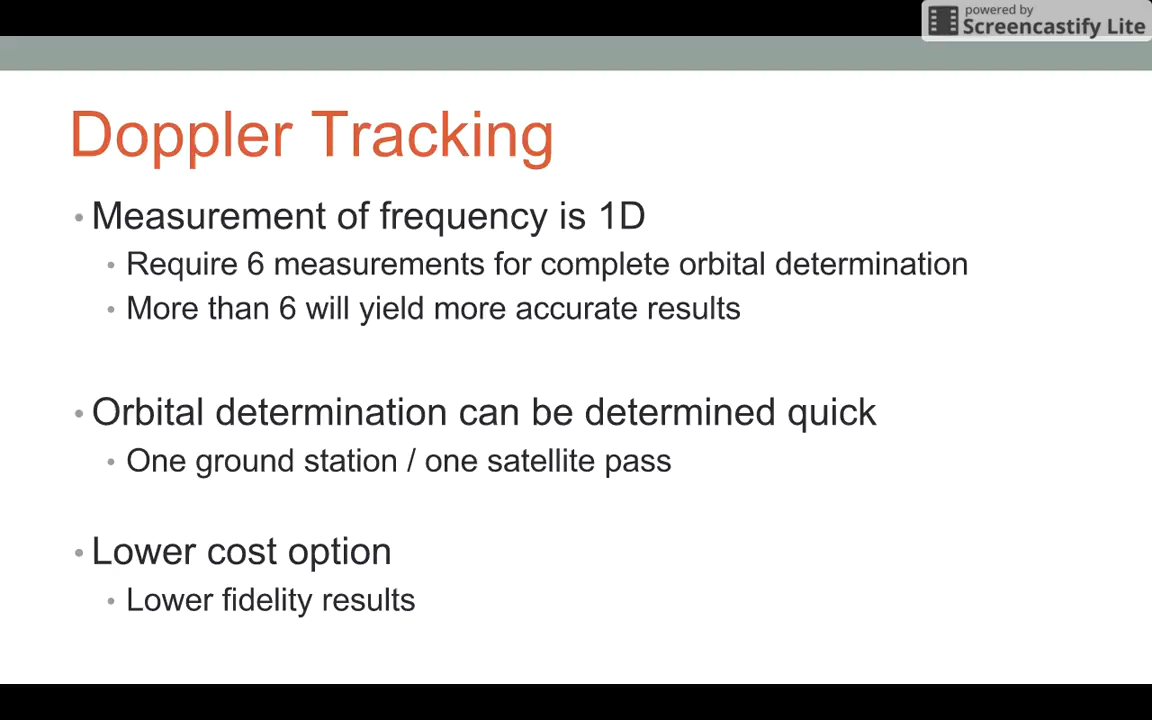 powered by
Screencastify Lite
Doppler Tracking
• Measurement of frequency is 1D
• Require 6 measurements for complete orbital determination
• More than 6 will yield more accurate results
• Orbital determination can be determined quick
• One ground station / one satellite pass
• Lower cost option
• Lower fidelity results